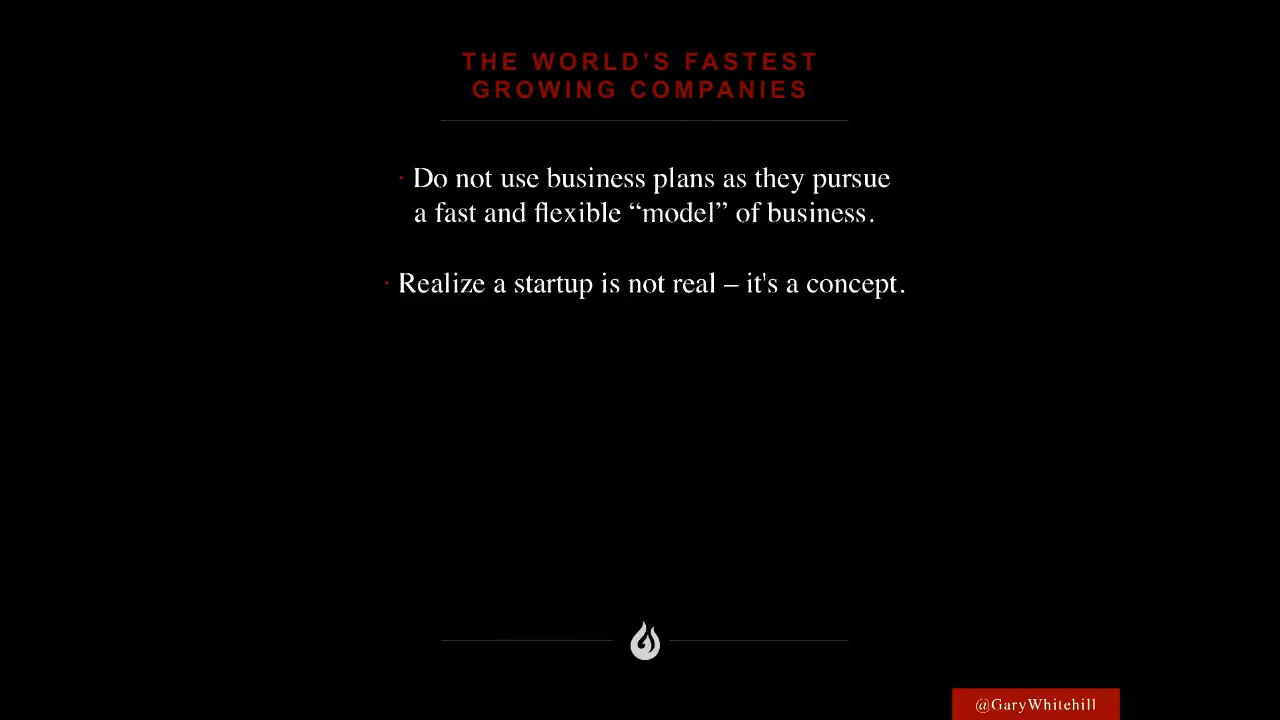 THE WORLD’S FASTEST
GROWING COMPANIES
· Do not use business plans as they pursue
a fast and flexible “model” of business.
· Realize a startup is not real – it's a concept.
@GaryWhitehill